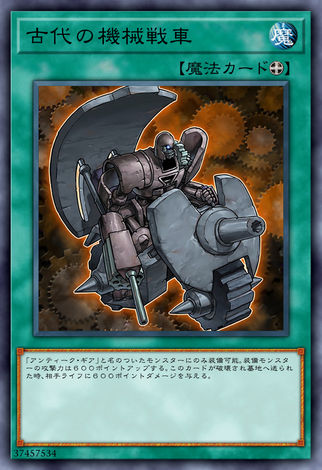 古代の機械戦車
魔
【魔法カード】
「アンティーク・ギア」と名のついたモンスターにのみ装備可能。装備モンスタ
ーの攻撃力は６００ポイントアップする。このカードが破壊され墓地へ送られ
た時、相手ライフに６００ポイントダメージを与える。
37457534